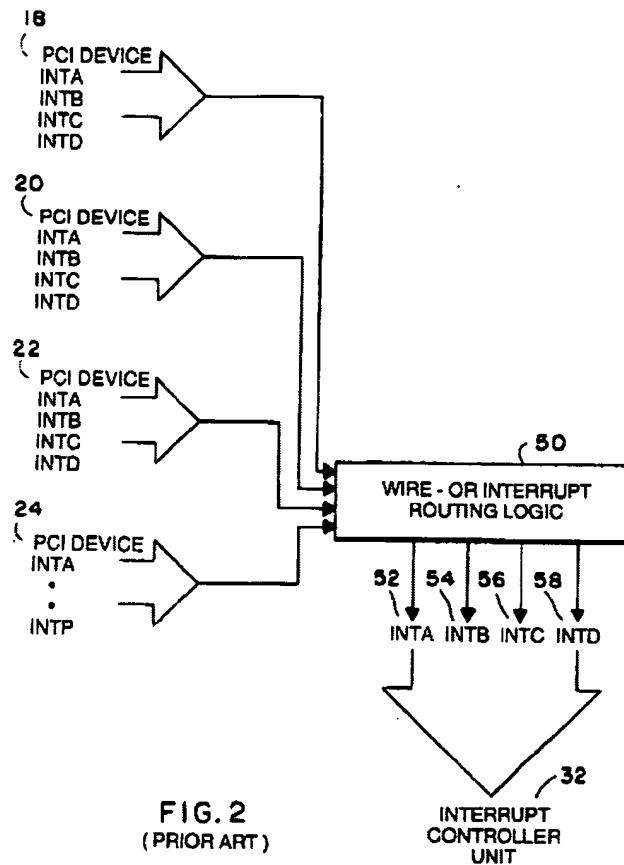 18
PCI DEVICE
INTA
INTB
INTC
INTD
20
PCI DEVICE
INTA
INTB
INTC
INTD
22
PCI DEVICE
INTA
INTB
INTC
INTD
24
PCI DEVICE
INTA
•
•
INTP
50
WIRE - OR INTERRUPT
ROUTING LOGIC
52 54 56 58
INTA INTB INTC INTD
32
INTERRUPT
CONTROLLER
UNIT
FIG. 2
(PRIOR ART)